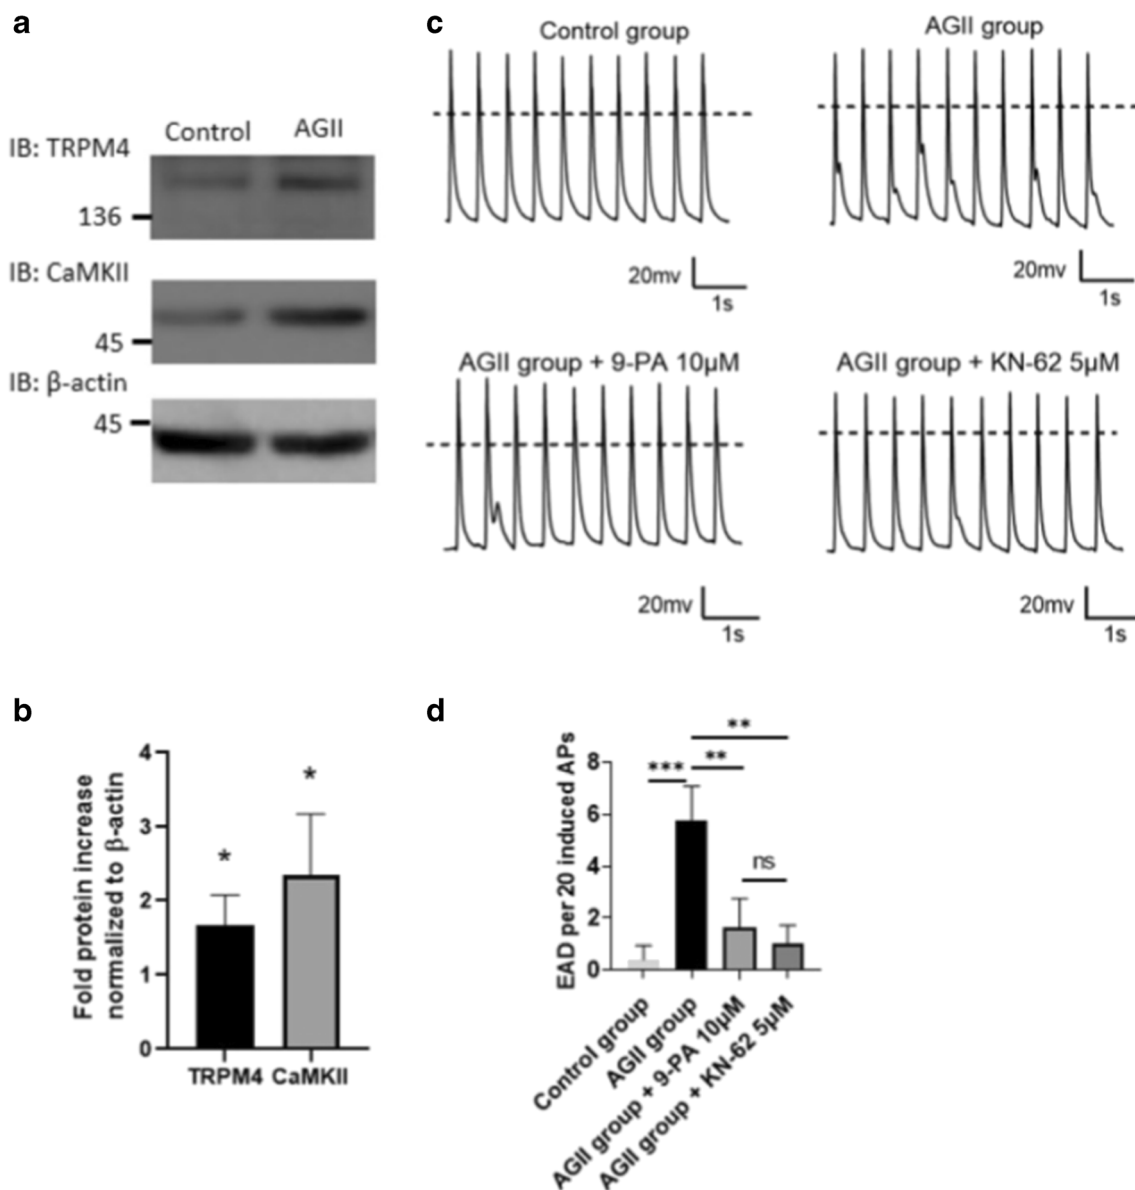 a
Control AGII
IB: TRPM4
136
IB: CaMKII
45
IB: β-actin
45
c
Control group
20mv
1s
AGII group
20mv
1s
AGII group + 9-PA 10μM
20mv
1s
AGII group + KN-62 5μM
20mv
1s
b
Fold protein increase
normalized to β-actin
4
3
2
1
0
*
*
TRPM4 CaMKII
d
EAD per 20 induced APs
8
6
4
2
0
**
*** **
ns
Control group
AGII group
AGII group + 9-PA 10μM
AGII group + KN-62 5μM